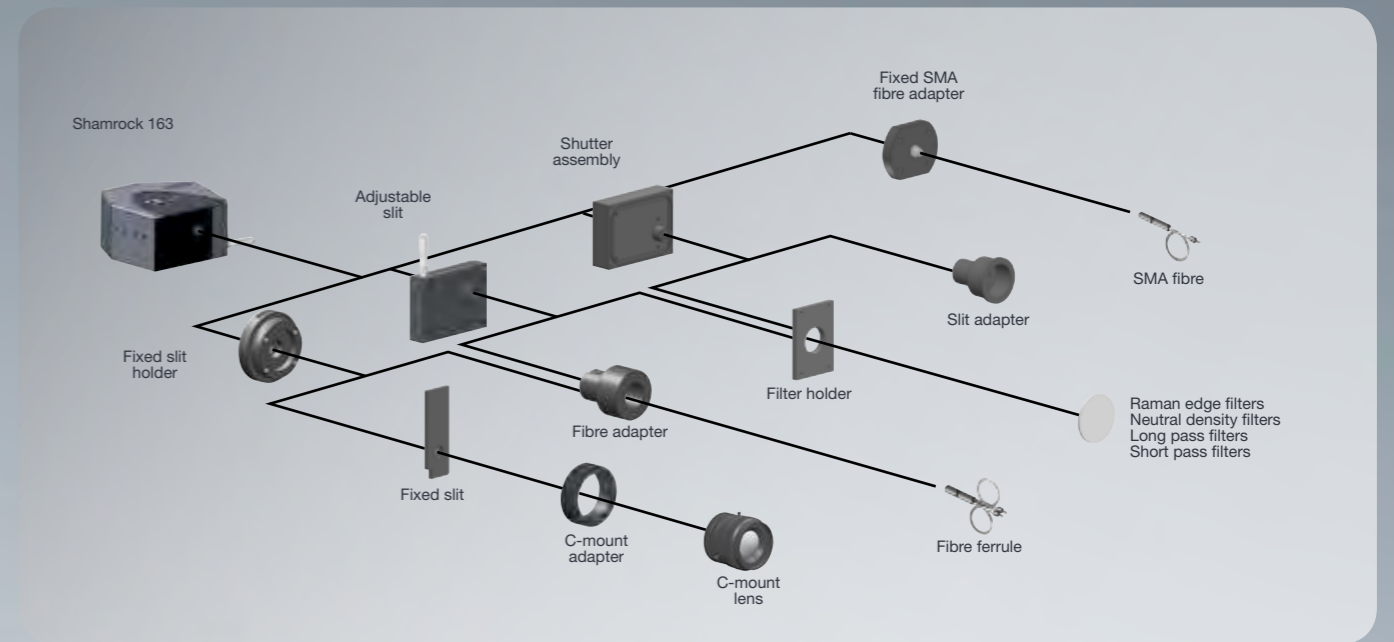 Shamrock 163
Fixed SMA
fibre adapter
Shutter
assembly
Adjustable
slit
SMA fibre
Slit adapter
Fixed slit
holder
Filter holder
Raman edge filters
Neutral density filters
Long pass filters
Short pass filters
Fibre adapter
Fixed slit
C-mount
adapter
Fibre ferrule
C-mount
lens